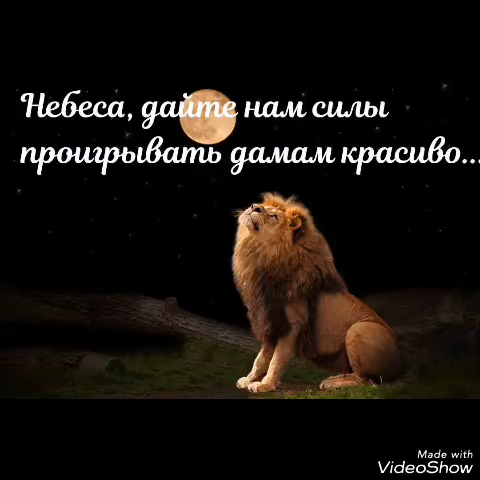 Небеса, дайте нам силы
проигрывать дамам красиво...
Made with
VideoShow